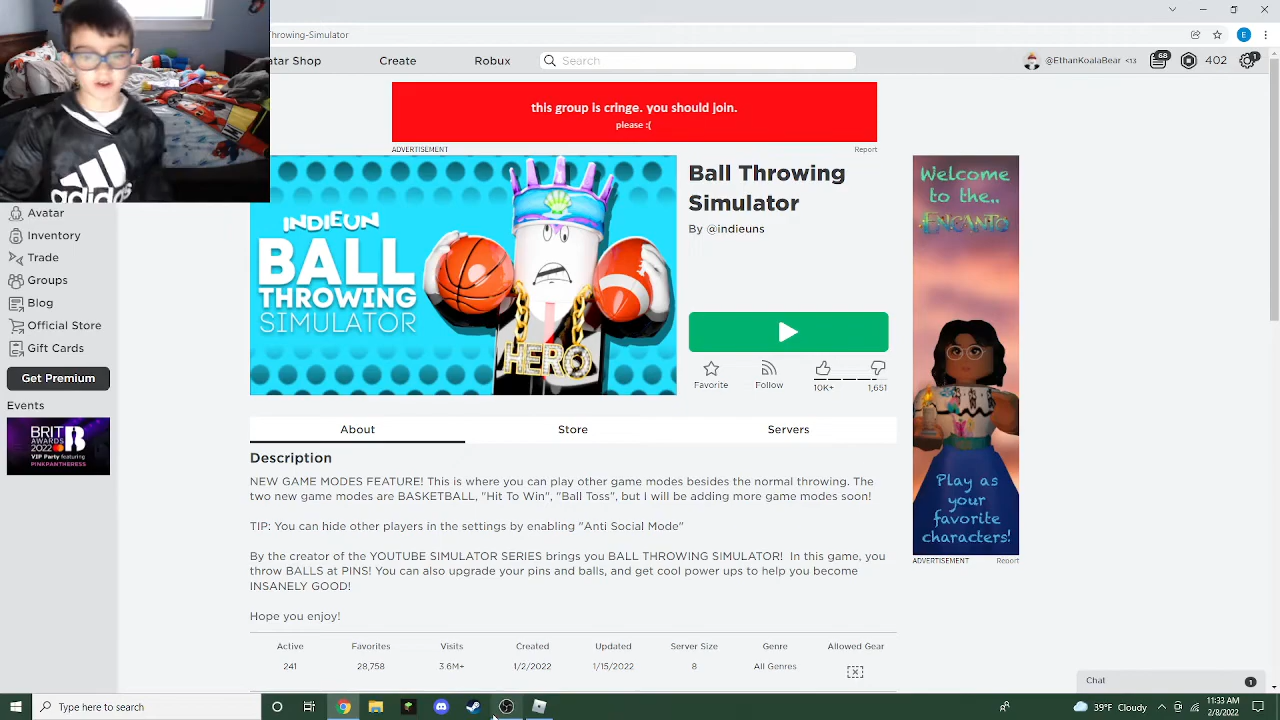 hrowing-Simulator
atar Shop
Create
Robux
Search
@EthanKoalaBear <13
68
402
1
this group is cringe. you should join.
please :(
ADVERTISEMENT
Report
adidas
Avatar
Inventory
Trade
Groups
Blog
Official Store
Gift Cards
Get Premium
Events
BRIT
AWARDS
2022
VIP Party featuring
PINKPANTHERESS
INDIEUN
BALL
THROWING
SIMULATOR
HERO
Ball Throwing
Simulator
By @indieuns
Favorite
Follow
10K+
1,651
Welcome
to the..
ENCANTO
Play as
your
favorite
characters!
ADVERTISEMENT
Report
About
Store
Servers
Description
NEW GAME MODES FEATURE! This is where you can play other game modes besides the normal throwing. The
two new game modes are BASKETBALL, "Hit To Win", "Ball Toss", but I will be adding more game modes soon!
TIP: You can hide other players in the settings by enabling "Anti Social Mode"
By the creator of the YOUTUBE SIMULATOR SERIES brings you BALL THROWING SIMULATOR! In this game, you
throw BALLS at PINS! You can also upgrade your pins and balls, and get cool power ups to help you become
INSANELY GOOD!
Hope you enjoy!
Active
Favorites
Visits
Created
Updated
Server Size
Genre
Allowed Gear
241
28,758
3.6M+
1/2/2022
1/15/2022
8
All Genres
Chat
1
Type here to search
39°F
11:33 AM
2/8/2022